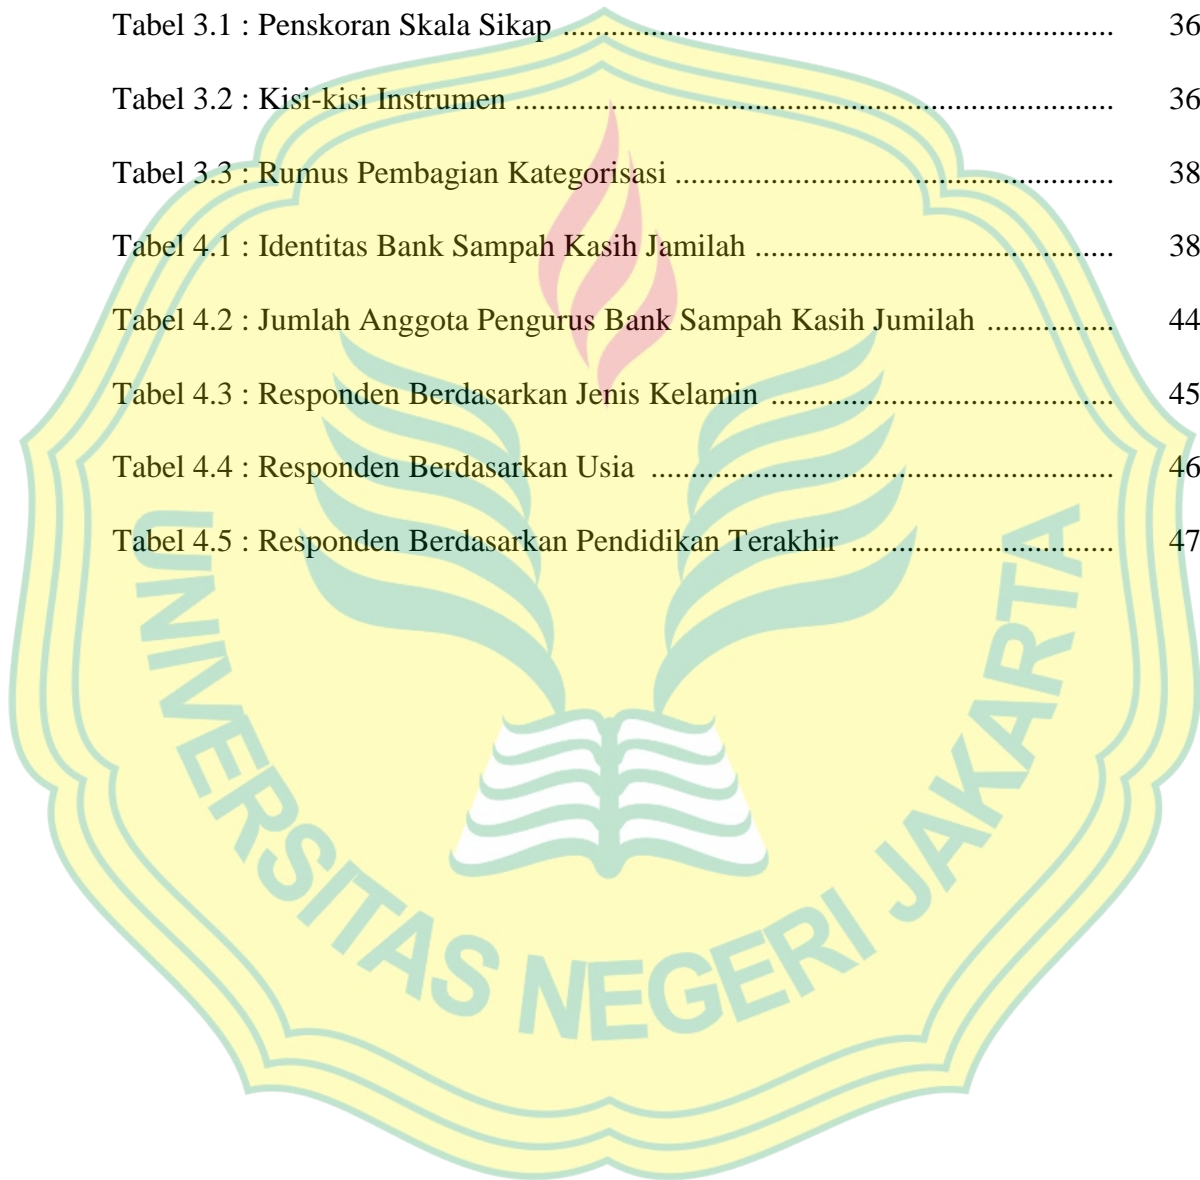 Tabel 3.1 : Penskoran Skala Sikap ...................................................................... 36
Tabel 3.2 : Kisi-kisi Instrumen ............................................................................ 36
Tabel 3.3 : Rumus Pembagian Kategorisasi ........................................................ 38
Tabel 4.1 : Identitas Bank Sampah Kasih Jamilah .............................................. 38
Tabel 4.2 : Jumlah Anggota Pengurus Bank Sampah Kasih Jumilah ................ 44
Tabel 4.3 : Responden Berdasarkan Jenis Kelamin ............................................ 45
Tabel 4.4 : Responden Berdasarkan Usia ........................................................... 46
Tabel 4.5 : Responden Berdasarkan Pendidikan Terakhir .................................. 47
UNIVERSITAS NEGERI JAKARTA